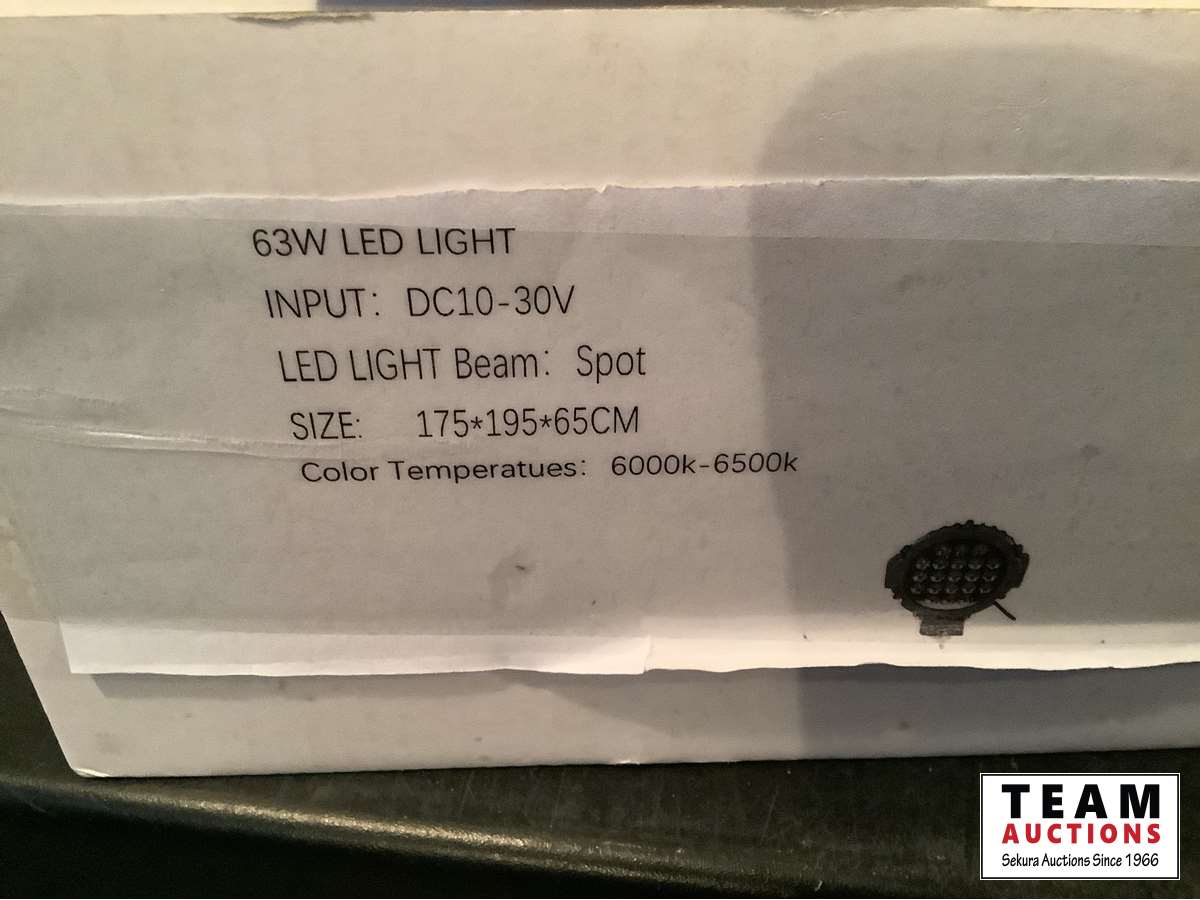 63W LED LIGHT
INPUT: DC10-30V
LED LIGHT Beam: Spot
SIZE: 175*195*65CM
Color Temperatues: 6000k-6500k
TEAM
AUCTIONS
Sekura Auctions Since 1966